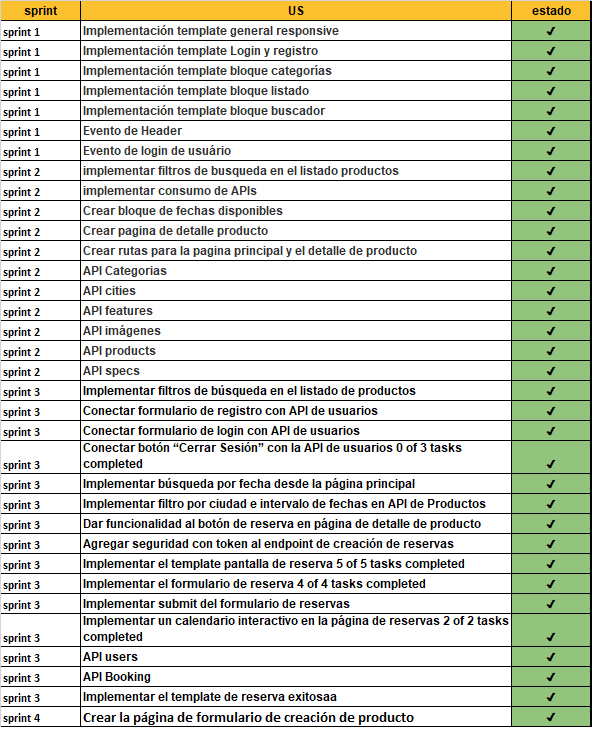 sprint US estado
sprint 1 Implementación template general responsive ✔
sprint 1 Implementación template Login y registro ✔
sprint 1 Implementación template bloque categorías ✔
sprint 1 Implementación template bloque listado ✔
sprint 1 Implementación template bloque buscador ✔
sprint 1 Evento de Header ✔
sprint 1 Evento de login de usuário ✔
sprint 2 implementar filtros de busqueda en el listado productos ✔
sprint 2 implementar consumo de APIs ✔
sprint 2 Crear bloque de fechas disponibles ✔
sprint 2 Crear pagina de detalle producto ✔
sprint 2 Crear rutas para la pagina principal y el detalle de producto ✔
sprint 2 API Categorias ✔
sprint 2 API cities ✔
sprint 2 API features ✔
sprint 2 API imágenes ✔
sprint 2 API products ✔
sprint 2 API specs ✔
sprint 3 Implementar filtros de búsqueda en el listado de productos ✔
sprint 3 Conectar formulario de registro con API de usuarios ✔
sprint 3 Conectar formulario de login con API de usuarios ✔
Conectar botón “Cerrar Sesión” con la API de usuarios 0 of 3 tasks
sprint 3 completed ✔
sprint 3 Implementar búsqueda por fecha desde la página principal ✔
sprint 3 Implementar filtro por ciudad e intervalo de fechas en API de Productos ✔
sprint 3 Dar funcionalidad al botón de reserva en página de detalle de producto ✔
sprint 3 Agregar seguridad con token al endpoint de creación de reservas ✔
sprint 3 Implementar el template pantalla de reserva 5 of 5 tasks completed ✔
sprint 3 Implementar el formulario de reserva 4 of 4 tasks completed ✔
sprint 3 Implementar submit del formulario de reservas ✔
Implementar un calendario interactivo en la página de reservas 2 of 2 tasks
sprint 3 completed ✔
sprint 3 API users ✔
sprint 3 API Booking ✔
sprint 3 Implementar el template de reserva exitosaa ✔
sprint 4 Crear la página de formulario de creación de producto ✔